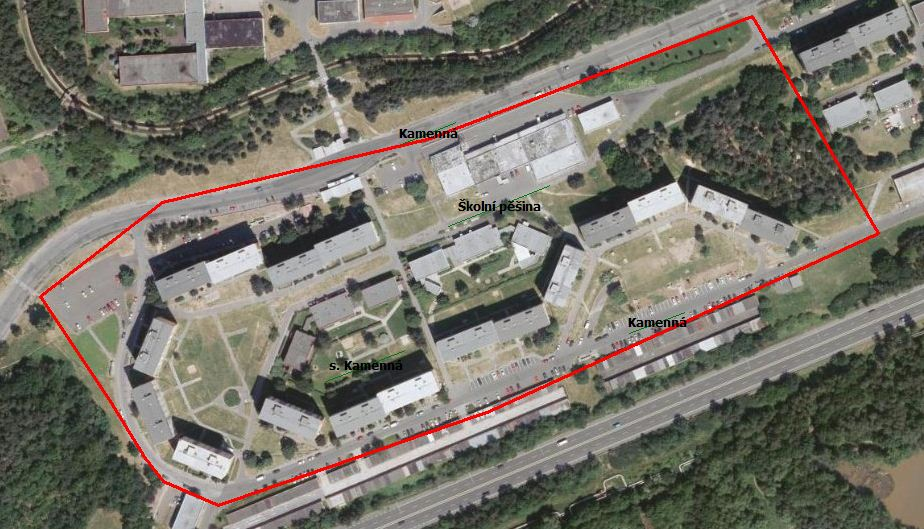 Kamenná
Školní pěšina
Kamenná
s. Kamenná